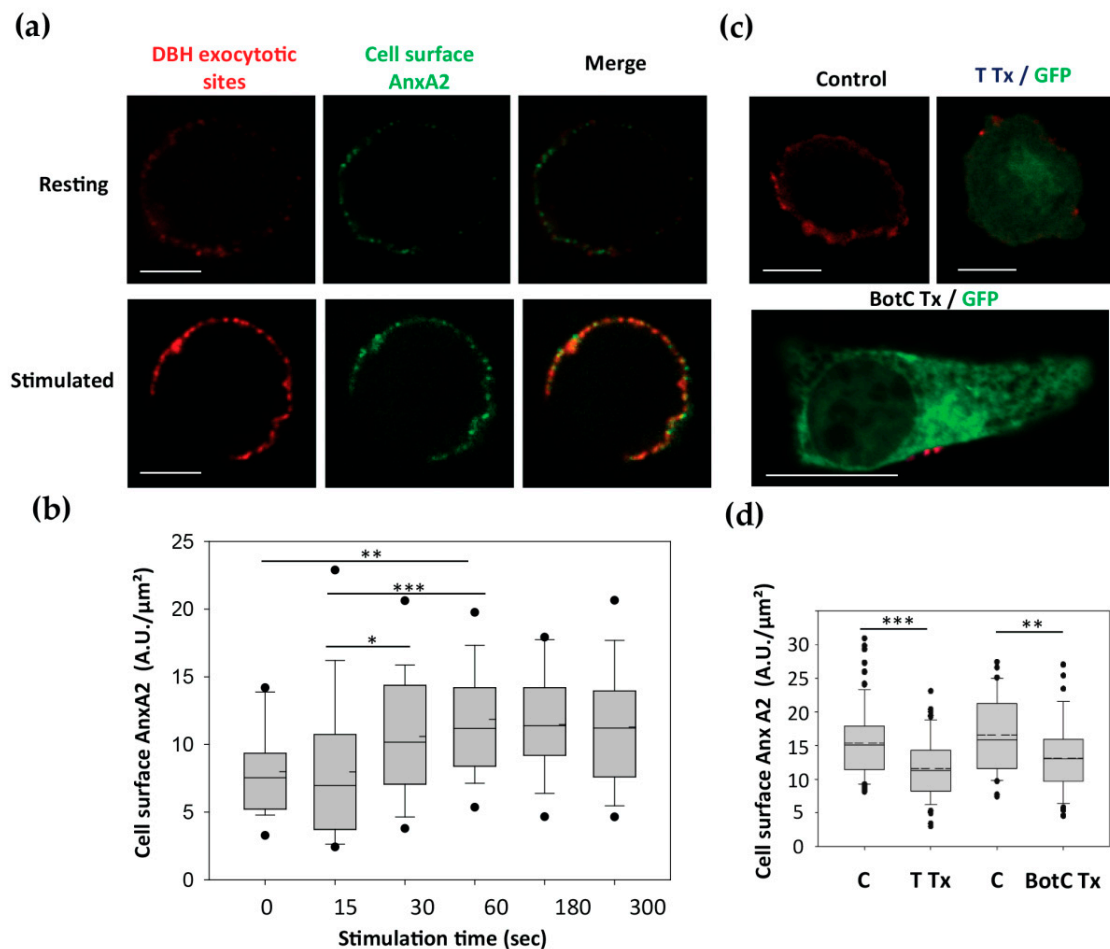 (a)
DBH exocytotic
sites
Cell surface
AnxA2
Merge
Resting
Stimulated
(c)
Control
T Tx / GFP
BotC Tx / GFP
(b)
Cell surface AnxA2 (A.U./µm²)
25
20
15
10
5
0
**
***
*
0 15 30 60 180 300
Stimulation time (sec)
(d)
Cell surface Anx A2 (A.U./µm²)
30
25
20
15
10
5
0
*** **
C T Tx C BotC Tx